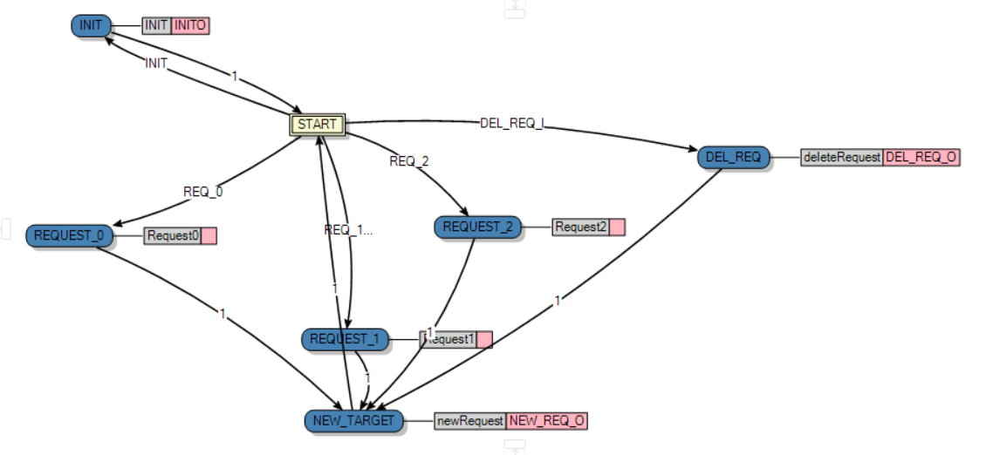 INIT
INIT INITO
INIT
1
START
DEL_REQ_I
DEL_REQ
deleteRequest DEL_REQ_O
REQ_2
REQ_0
REQ_1...
REQUEST_0
Request0
REQUEST_2
Request2
1
1
1
REQUEST_1
Request1
1
1
NEW_TARGET
newRequest NEW_REQ_O